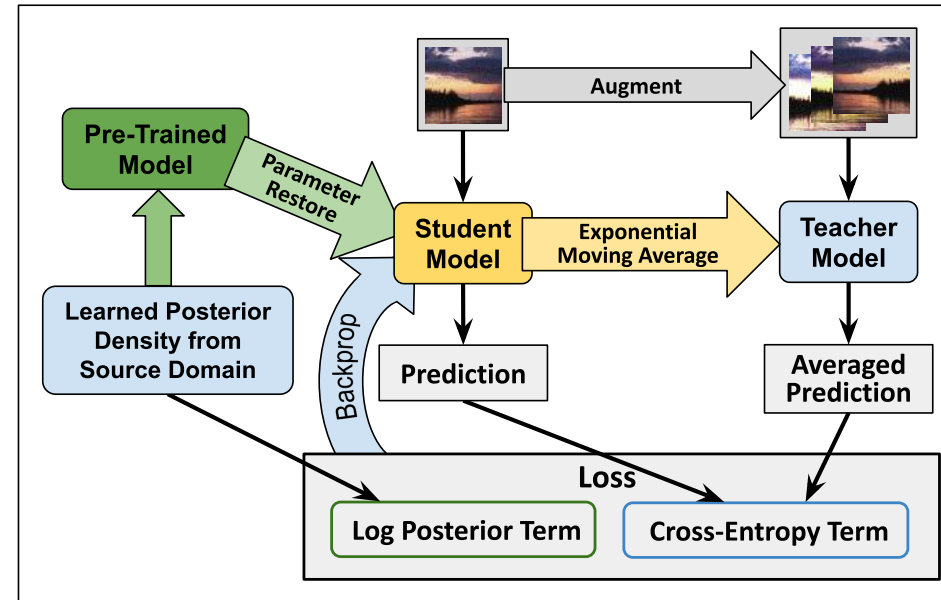 Augment
Pre-Trained
Model
Parameter
Restore
Student
Model
Exponential
Moving Average
Teacher
Model
Learned Posterior
Density from
Source Domain
Backprop
Prediction
Averaged
Prediction
Loss
Log Posterior Term
Cross-Entropy Term